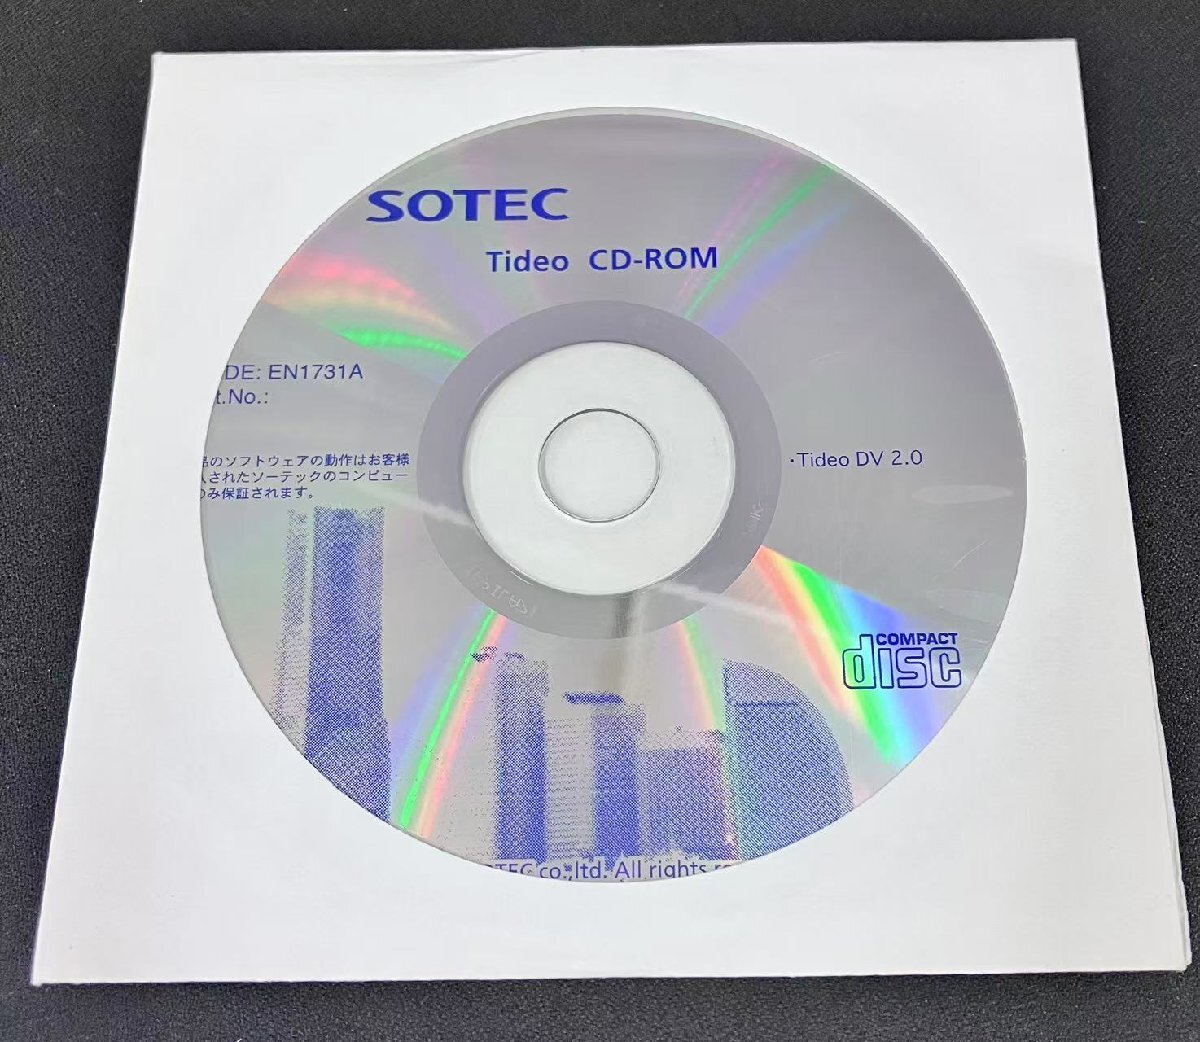 SOTEC
Tideo CD-ROM
DE: EN1731A
t.No.:
品のソフトウェアの動作はお客様
入されたソーテックのコンピュー
のみ保証されます。
・Tideo DV 2.0
COMPACT
disc
SOTEC co.,ltd. All rights re